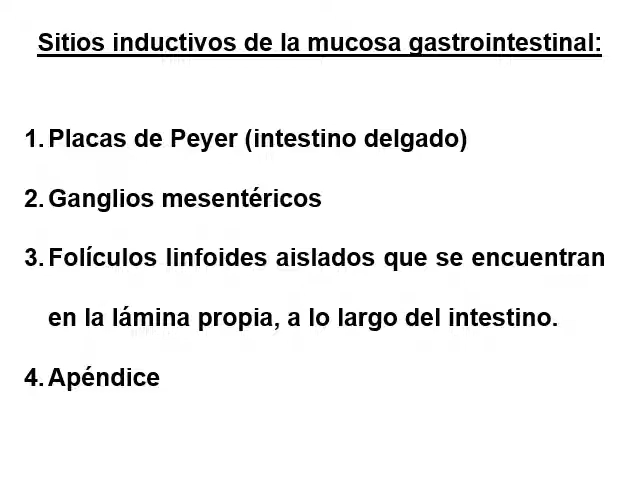 Sitios inductivos de la mucosa gastrointestinal:
1. Placas de Peyer (intestino delgado)
2. Ganglios mesentéricos
3. Folículos linfoides aislados que se encuentran
en la lámina propia, a lo largo del intestino.
4. Apéndice